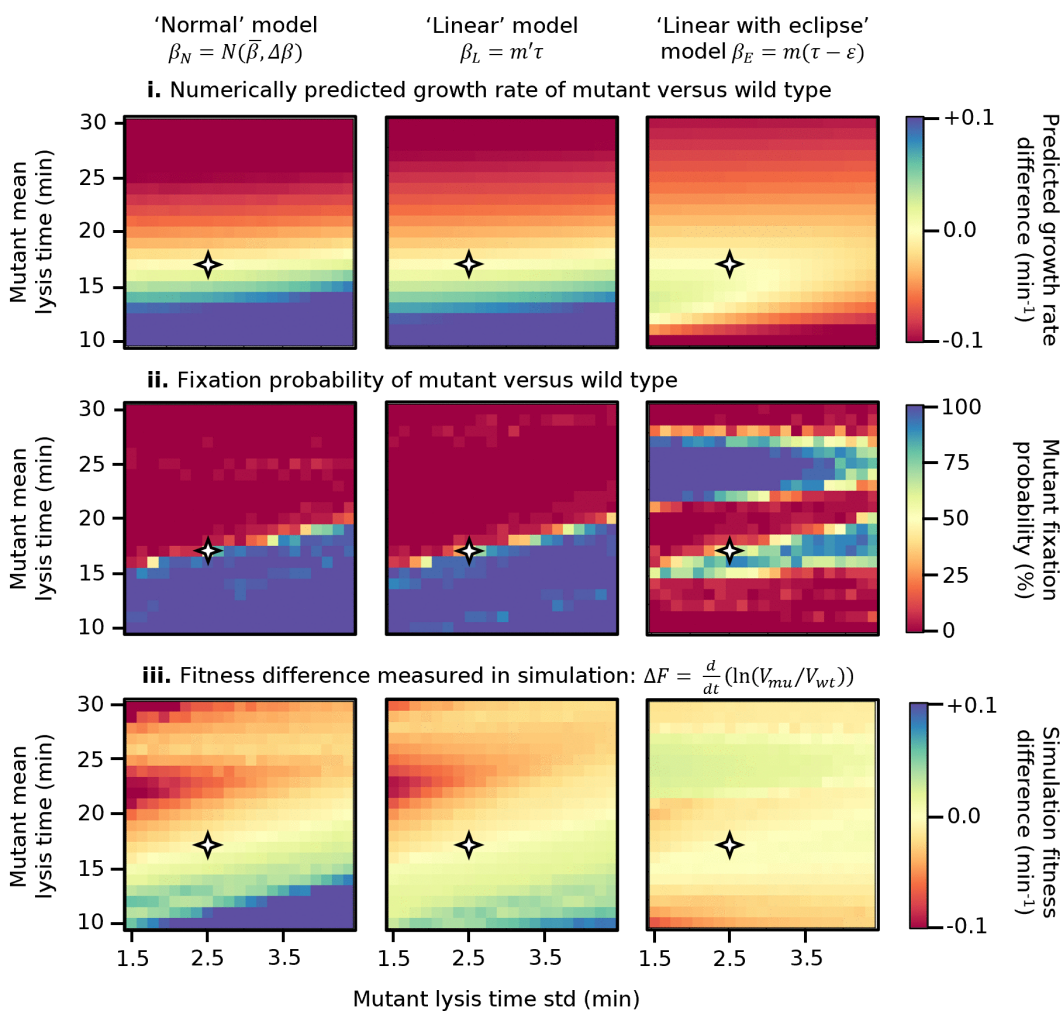 ‘Normal’ model
β_N = N(β̅, Δβ)
‘Linear’ model
β_L = m′τ
‘Linear with eclipse’
model β_E = m(τ − ε)
i. Numerically predicted growth rate of mutant versus wild type
Mutant mean
lysis time (min)
30
25
20
15
10
+0.1
0.0
-0.1
Predicted growth rate
difference (min⁻¹)
ii. Fixation probability of mutant versus wild type
Mutant mean
lysis time (min)
30
25
20
15
10
100
75
50
25
0
Mutant fixation
probability (%)
iii. Fitness difference measured in simulation: ΔF = d/dt (ln(V_mu/V_wt))
Mutant mean
lysis time (min)
30
25
20
15
10
+0.1
0.0
-0.1
Simulation fitness
difference (min⁻¹)
1.5 2.5 3.5
1.5 2.5 3.5
1.5 2.5 3.5
Mutant lysis time std (min)